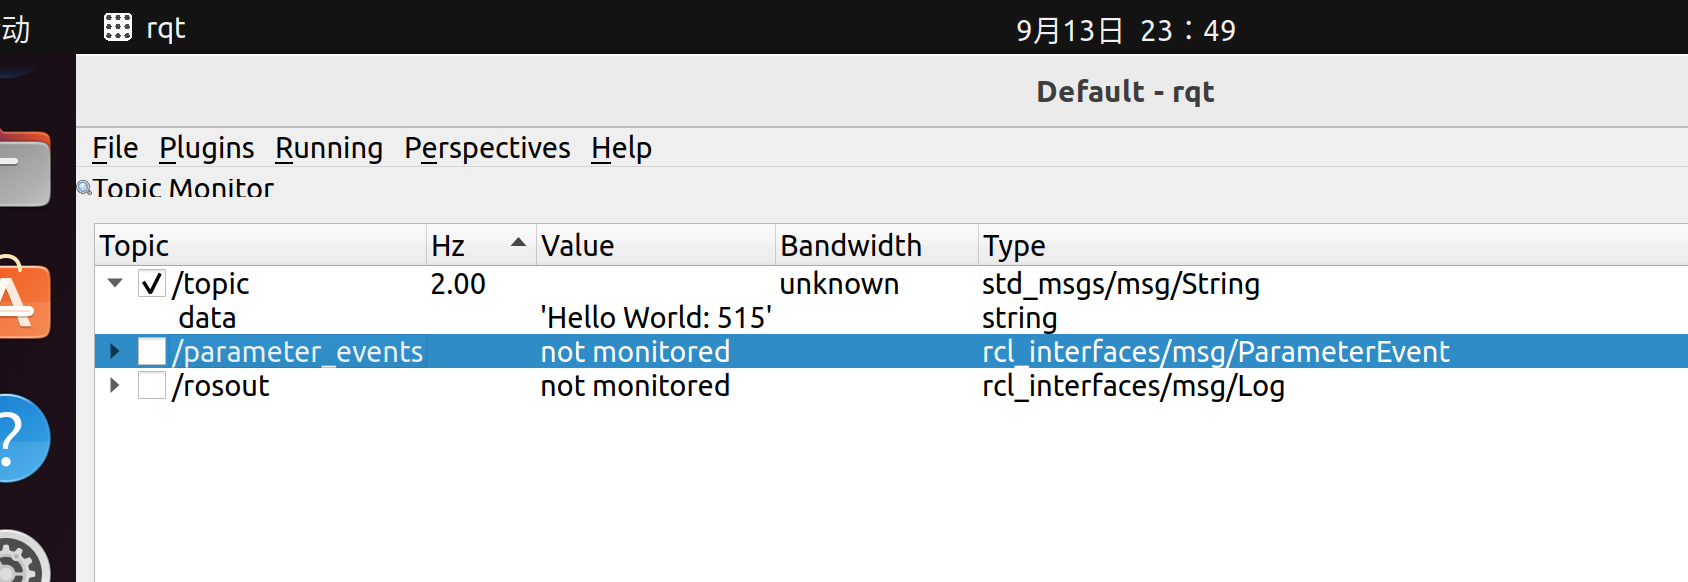 动 rqt 9月13日 23：49
Default - rqt
File Plugins Running Perspectives Help
Topic Monitor
Topic Hz Value Bandwidth Type
/topic 2.00 unknown std_msgs/msg/String
data 'Hello World: 515' string
/parameter_events not monitored rcl_interfaces/msg/ParameterEvent
/rosout not monitored rcl_interfaces/msg/Log